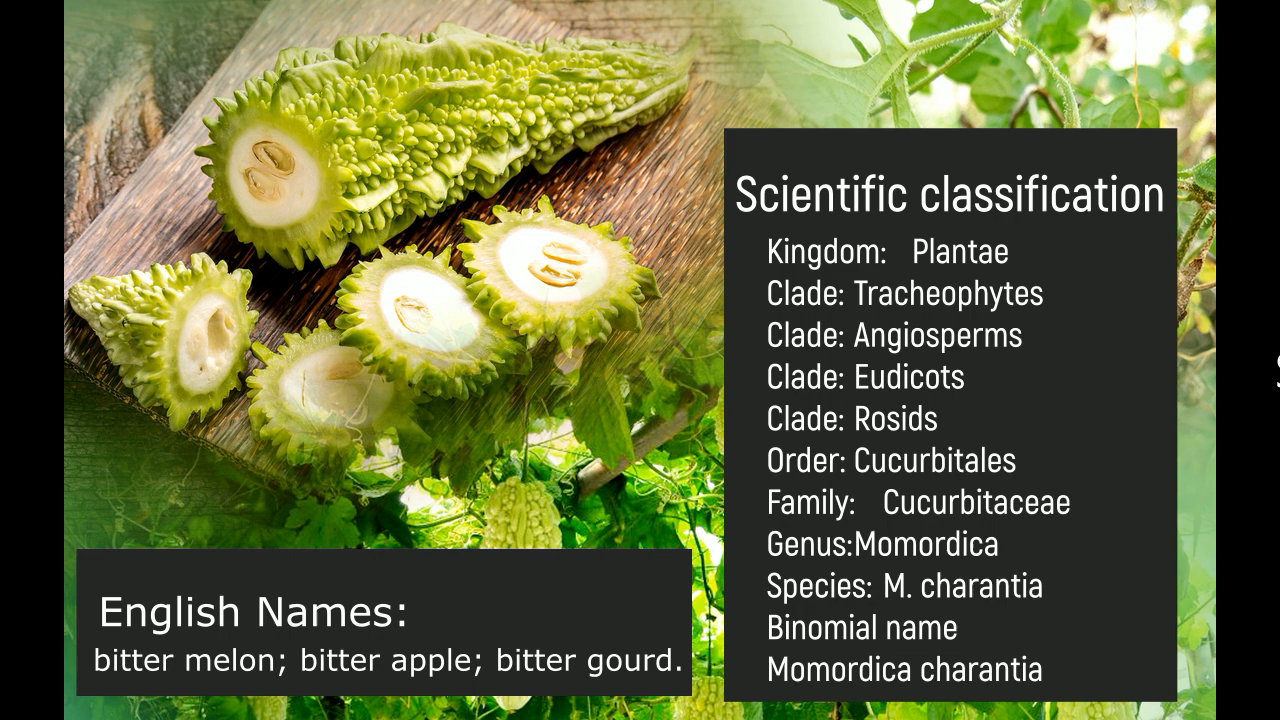 Scientific classification
Kingdom: Plantae
Clade: Tracheophytes
Clade: Angiosperms
Clade: Eudicots
Clade: Rosids
Order: Cucurbitales
Family: Cucurbitaceae
Genus:Momordica
Species: M. charantia
Binomial name
Momordica charantia
English Names:
bitter melon; bitter apple; bitter gourd.